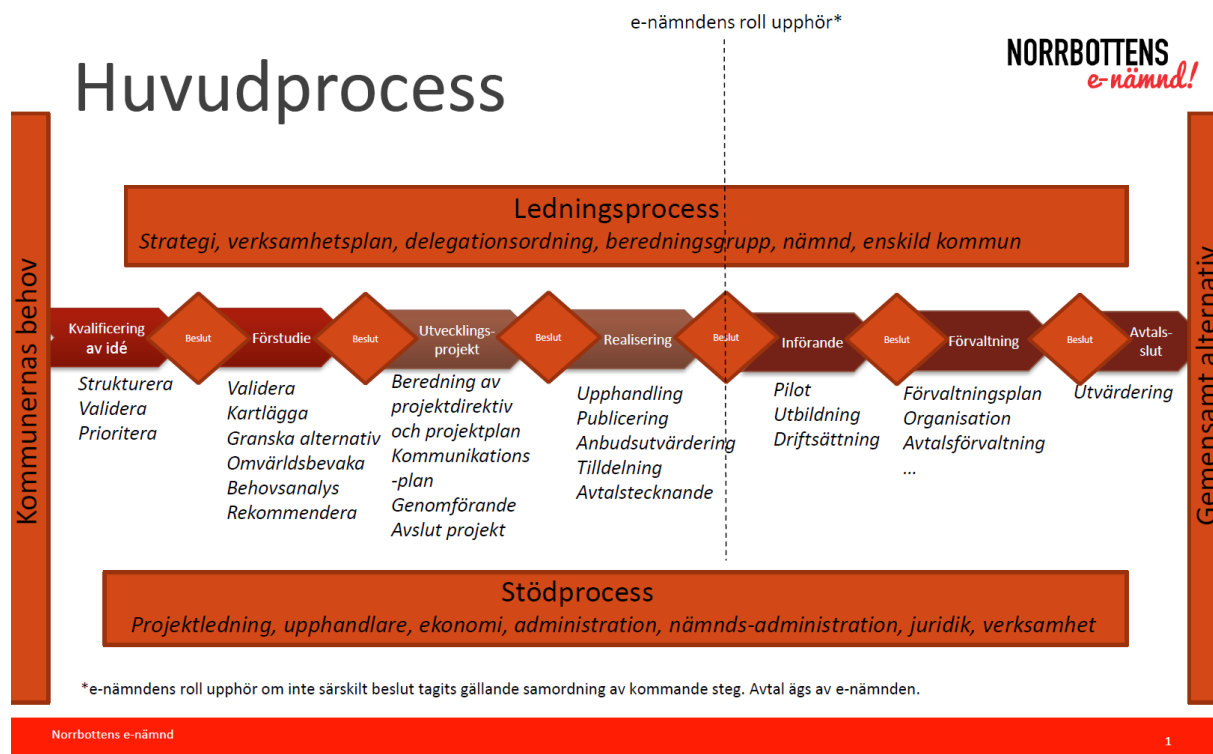 e-nämndens roll upphör*
NORRBOTTENS
e-nämnd!
Huvudprocess
Kommunernas behov
Ledningsprocess
Strategi, verksamhetsplan, delegationsordning, beredningsgrupp, nämnd, enskild kommun
Kvalificering
av idé
Strukturera
Validera
Prioritera
Beslut
Förstudie
Validera
Kartlägga
Granska alternativ
Omvärldsbevaka
Behovsanalys
Rekommendera
Beslut
Utvecklings-
projekt
Beredning av
projektdirektiv
och projektplan
Kommunikations
-plan
Genomförande
Avslut projekt
Beslut
Realisering
Upphandling
Publicering
Anbudsutvärdering
Tilldelning
Avtalstecknande
Beslut
Införande
Pilot
Utbildning
Driftsättning
Beslut
Förvaltning
Förvaltningsplan
Organisation
Avtalsförvaltning
...
Beslut
Avtals-
slut
Utvärdering
Gemensamt alternativ
Stödprocess
Projektledning, upphandlare, ekonomi, administration, nämnds-administration, juridik, verksamhet
*e-nämndens roll upphör om inte särskilt beslut tagits gällande samordning av kommande steg. Avtal ägs av e-nämnden.
Norrbottens e-nämnd
1